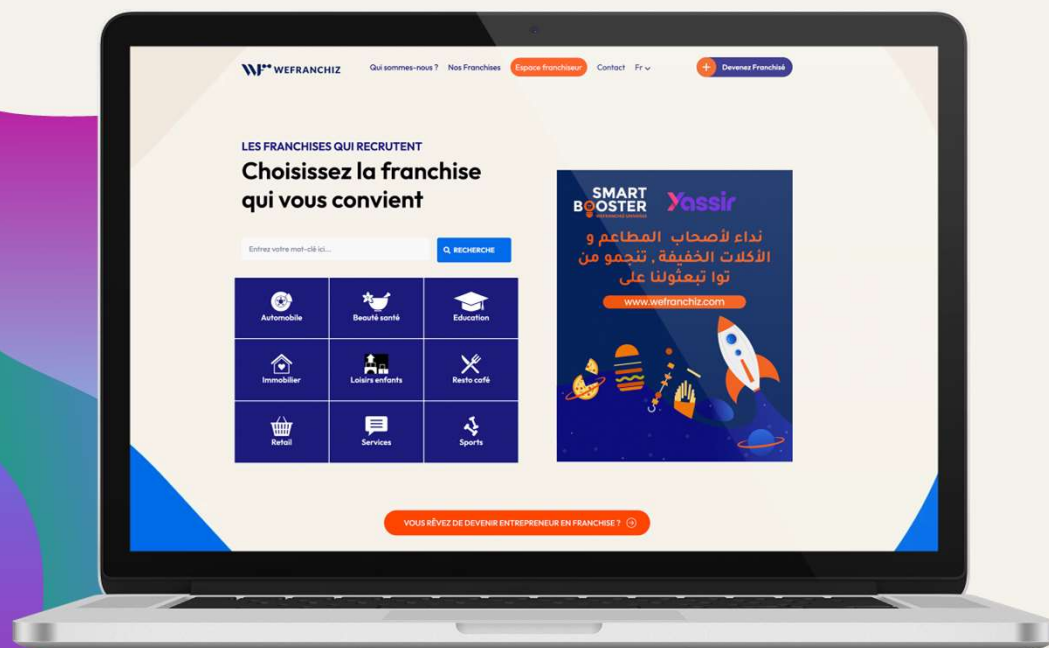 WEFRANCHIZ
Qui sommes-nous ?
Nos Franchises
Espace franchiseur
Contact
Fr
Devenez Franchisé
LES FRANCHISES QUI RECRUTENT
Choisissez la franchise
qui vous convient
Entrez votre mot-clé ici...
RECHERCHE
Automobile
Beauté santé
Education
Immobilier
Loisirs enfants
Resto café
Retail
Services
Sports
SMART
BOOSTER
Yassir
نداء لأصحاب المطاعم و
الأكلات الخفيفة , تنجمو من
توا تبعثولنا على
www.wefranchiz.com
VOUS RÊVEZ DE DEVENIR ENTREPRENEUR EN FRANCHISE ?